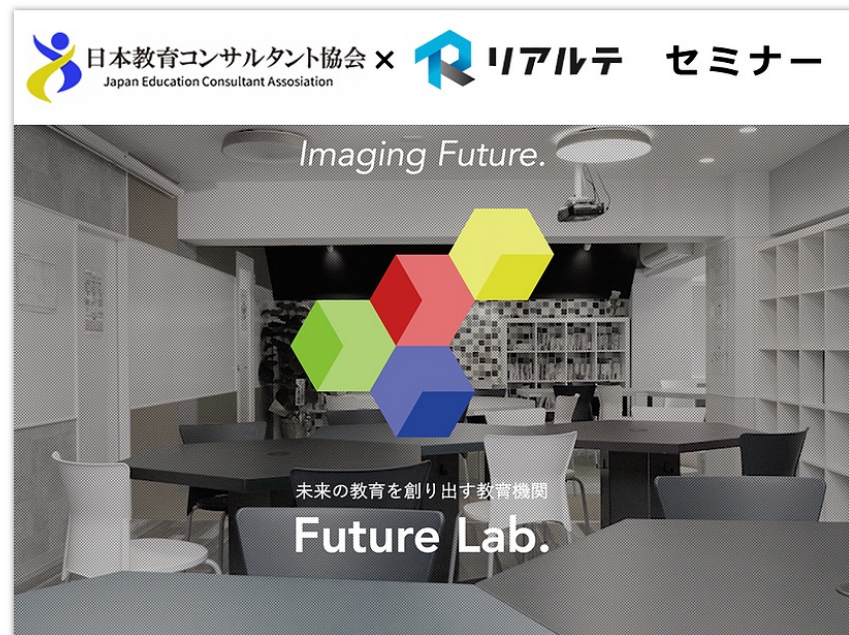 日本教育コンサルタント協会 × リアルテ セミナー
Japan Education Consultant Assosiation
Imaging Future.
未来の教育を創り出す教育機関
Future Lab.